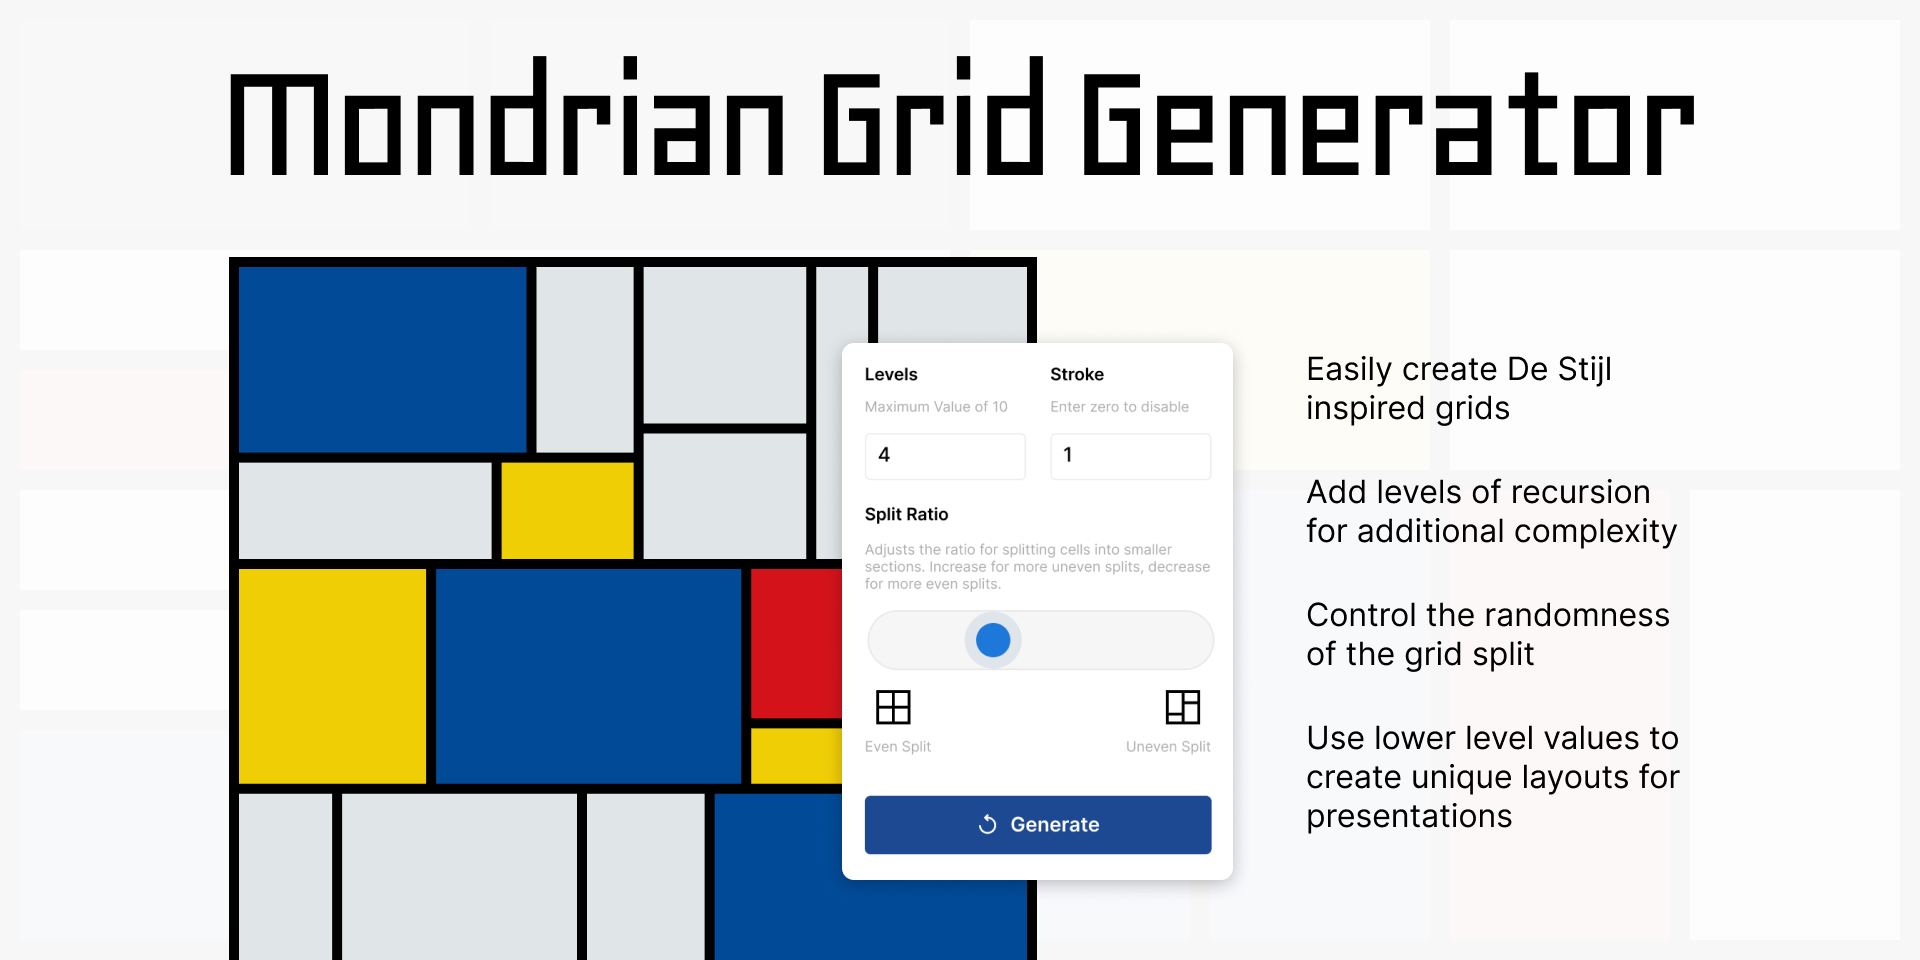 Mondrian Grid Generator
Levels
Stroke
Maximum Value of 10
Enter zero to disable
4
1
Split Ratio
Adjusts the ratio for splitting cells into smaller
sections. Increase for more uneven splits, decrease
for more even splits.
Even Split
Uneven Split
Generate
Easily create De Stijl
inspired grids
Add levels of recursion
for additional complexity
Control the randomness
of the grid split
Use lower level values to
create unique layouts for
presentations